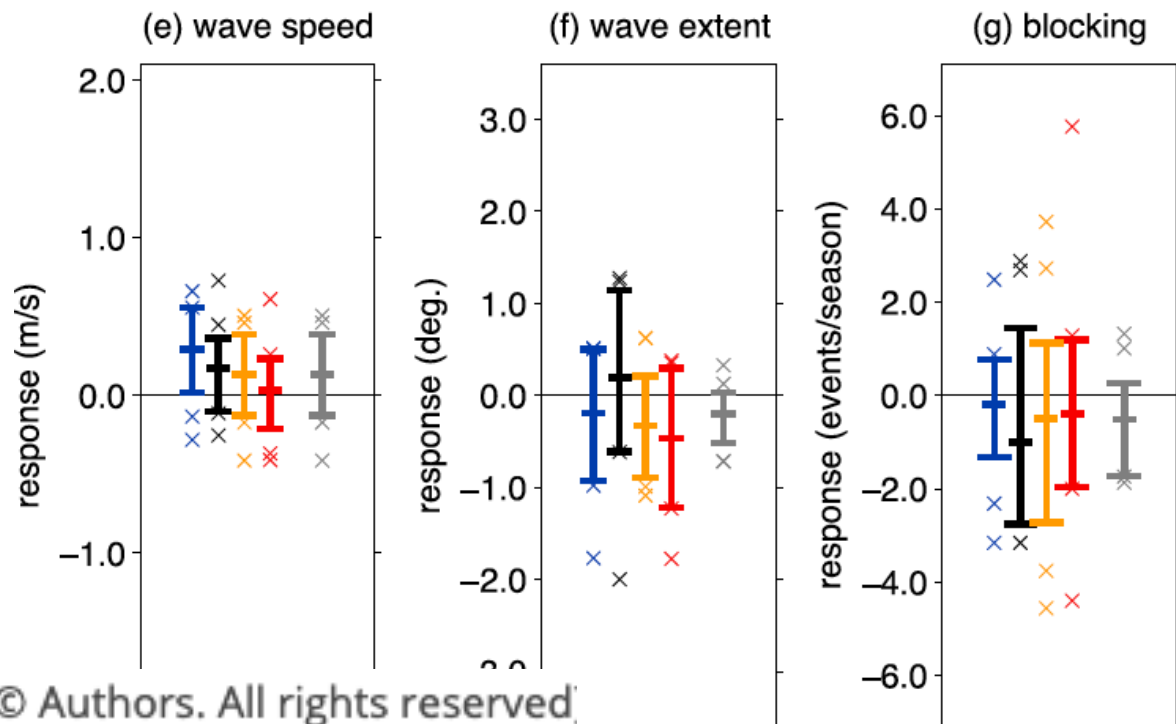 (e) wave speed
response (m/s)
2.0
1.0
0.0
−1.0
(f) wave extent
response (deg.)
3.0
2.0
1.0
0.0
−1.0
−2.0
(g) blocking
response (events/season)
6.0
4.0
2.0
0.0
−2.0
−4.0
−6.0
© Authors. All rights reserved